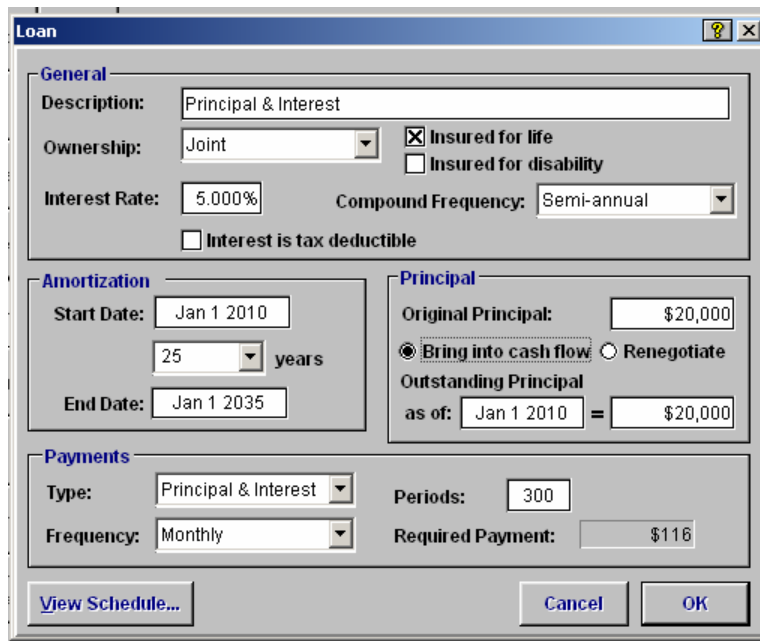 Loan
General
Description: Principal & Interest
Ownership: Joint Insured for life
Insured for disability
Interest Rate: 5.000% Compound Frequency: Semi-annual
Interest is tax deductible
Amortization
Start Date: Jan 1 2010
25 years
End Date: Jan 1 2035
Principal
Original Principal: $20,000
Bring into cash flow Renegotiate
Outstanding Principal
as of: Jan 1 2010 = $20,000
Payments
Type: Principal & Interest Periods: 300
Frequency: Monthly Required Payment: $116
View Schedule... Cancel OK